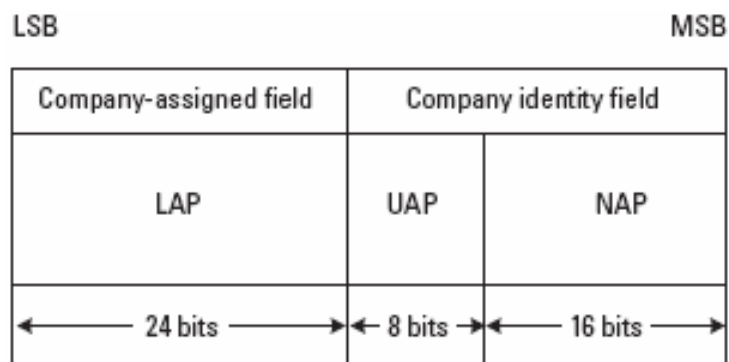 LSB MSB
Company-assigned field Company identity field
LAP UAP NAP
24 bits 8 bits 16 bits